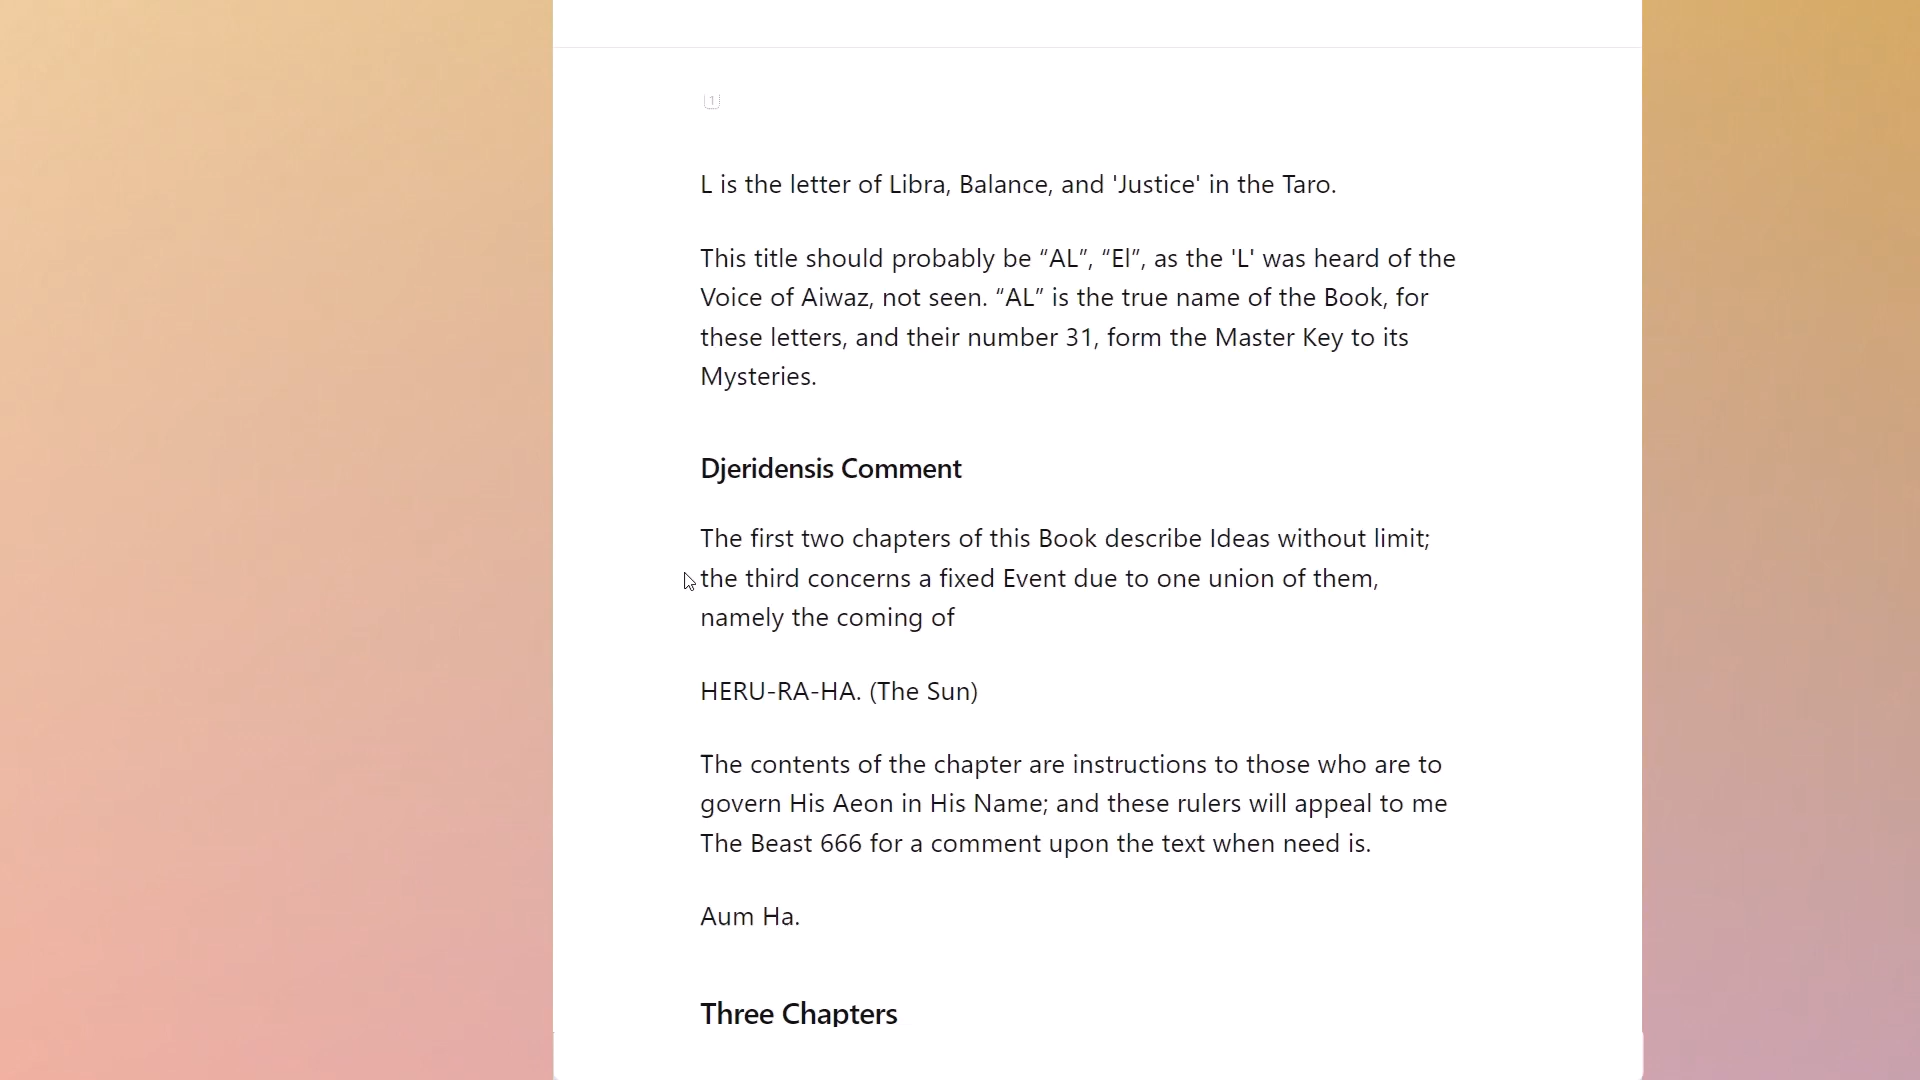 1
L is the letter of Libra, Balance, and 'Justice' in the Taro.
This title should probably be “AL”, “El”, as the 'L' was heard of the
Voice of Aiwaz, not seen. “AL” is the true name of the Book, for
these letters, and their number 31, form the Master Key to its
Mysteries.
Djeridensis Comment
The first two chapters of this Book describe Ideas without limit;
the third concerns a fixed Event due to one union of them,
namely the coming of
HERU-RA-HA. (The Sun)
The contents of the chapter are instructions to those who are to
govern His Aeon in His Name; and these rulers will appeal to me
The Beast 666 for a comment upon the text when need is.
Aum Ha.
Three Chapters